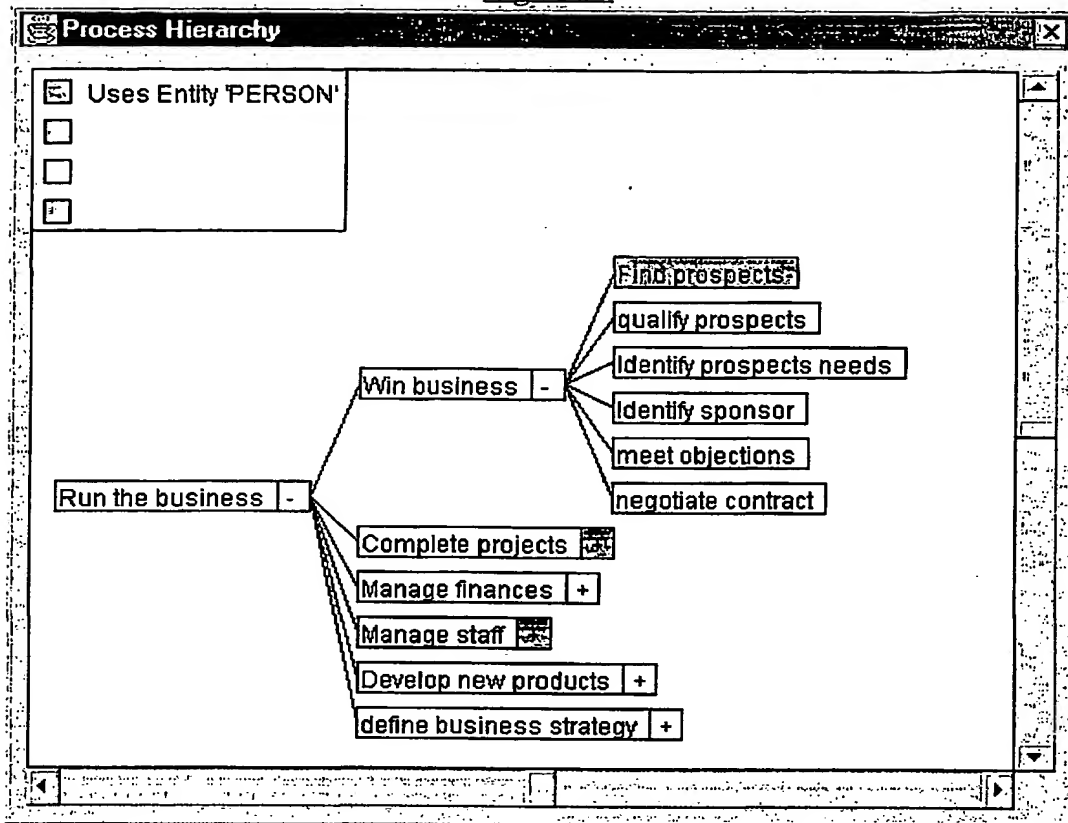 Process Hierarchy
Uses Entity 'PERSON'
Find prospects
qualify prospects
Identify prospects needs
Win business -
Identify sponsor
meet objections
Run the business -
negotiate contract
Complete projects
Manage finances +
Manage staff
Develop new products +
define business strategy +